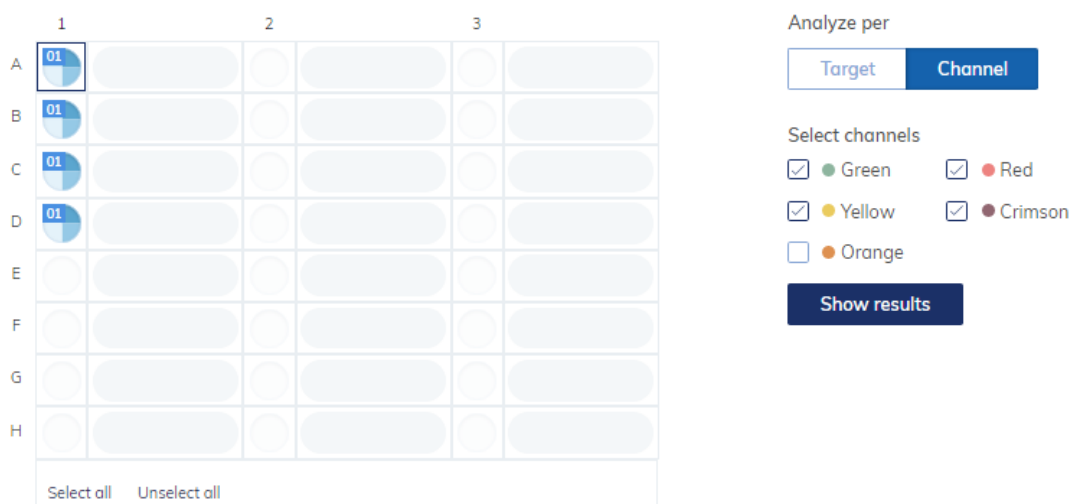 1 2 3
A 01
B 01
C 01
D 01
E
F
G
H
Select all Unselect all
Analyze per
Target Channel
Select channels
Green Red
Yellow Crimson
Orange
Show results